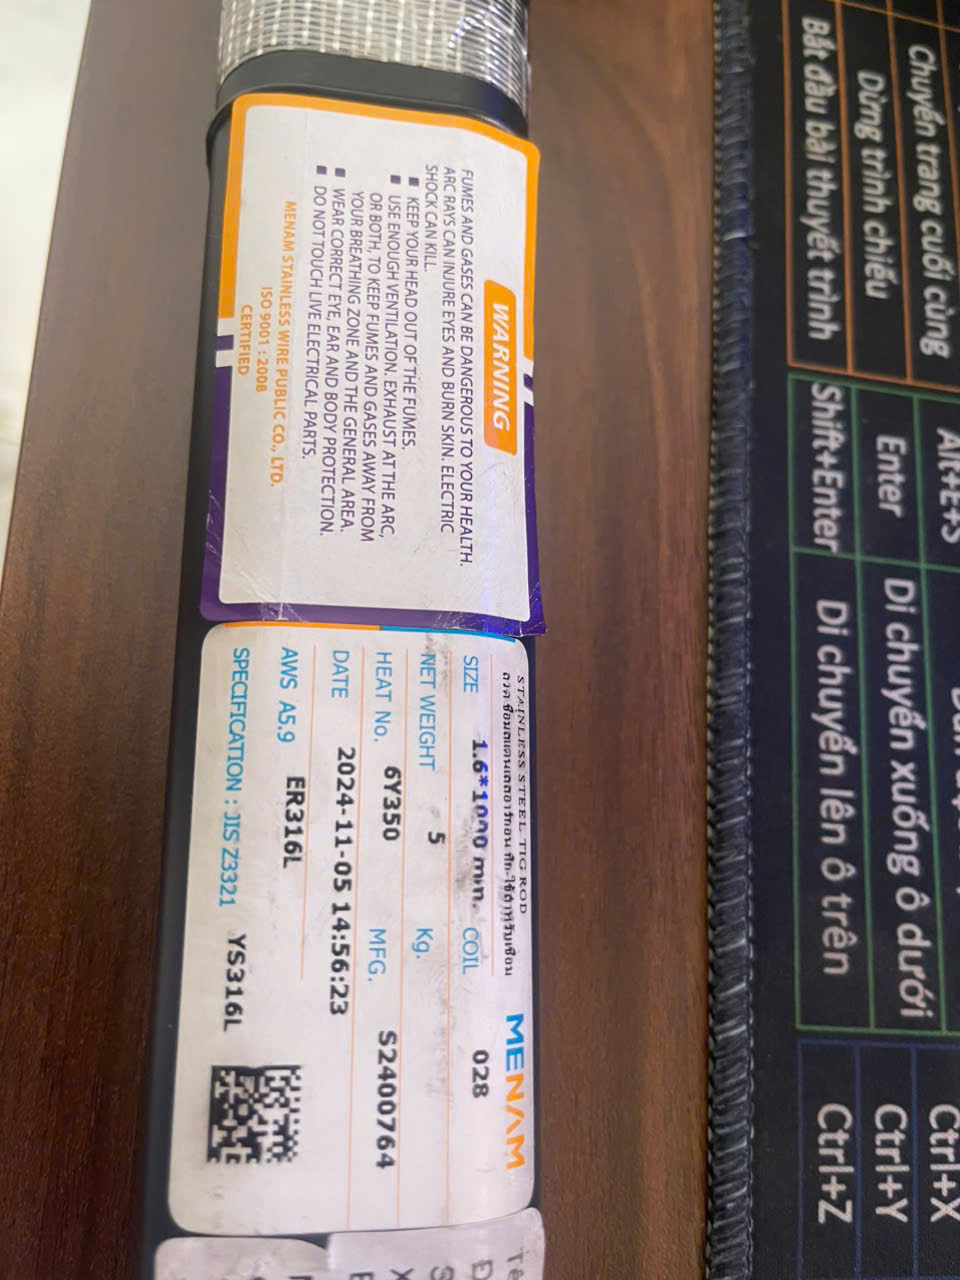 WARNING
FUMES AND GASES CAN BE DANGEROUS TO YOUR HEALTH.
ARC RAYS CAN INJURE EYES AND BURN SKIN. ELECTRIC
SHOCK CAN KILL.
■ KEEP YOUR HEAD OUT OF THE FUMES.
■ USE ENOUGH VENTILATION. EXHAUST AT THE ARC,
OR BOTH, TO KEEP FUMES AND GASES AWAY FROM
YOUR BREATHING ZONE AND THE GENERAL AREA.
■ WEAR CORRECT EYE, EAR AND BODY PROTECTION.
■ DO NOT TOUCH LIVE ELECTRICAL PARTS.
MENAM STAINLESS WIRE PUBLIC CO., LTD.
ISO 9001 : 2008
CERTIFIED
STAINLESS STEEL TIG ROD
MENAM
SIZE 1.6*1000 mm. COIL 028
NET WEIGHT 5 Kg.
HEAT No. 6Y350 MFG. S2400764
DATE 2024-11-05 14:56:23
AWS A5.9 ER316L
SPECIFICATION : JIS Z3321 YS316L
Chuyển trang cuối cùng
Dừng trình chiếu
Bắt đầu bài thuyết trình
Alt+E+S
Enter Di chuyển xuống ô dưới
Shift+Enter Di chuyển lên ô trên
Ctrl+X
Ctrl+Y
Ctrl+Z